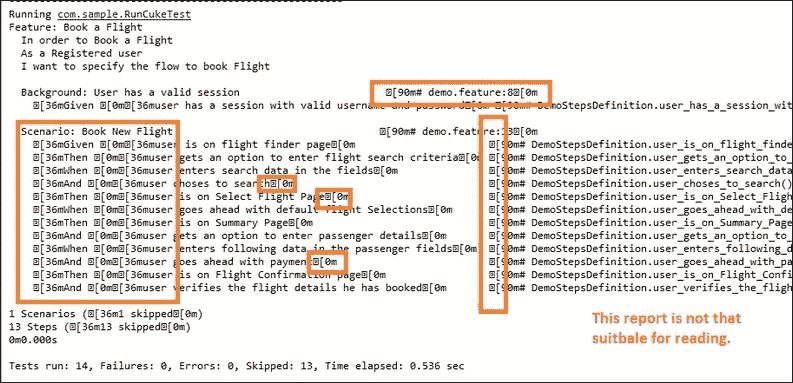 Running com.sample.RunCukeTest
Feature: Book a Flight
In order to Book a Flight
As a Registered user
I want to specify the flow to book Flight
Background: User has a valid session [90m# demo.feature:8[0m
[36mGiven [0m[36muser has a session with valid username and password[0m [90m# DemoStepsDefinition.user_has_a_session_wit
Scenario: Book New Flight [90m# demo.feature:13[0m
[36mGiven [0m[36muser is on flight finder page[0m [90m# DemoStepsDefinition.user_is_on_flight_finde
[36mThen [0m[36muser gets an option to enter flight search criteria[0m [90m# DemoStepsDefinition.user_gets_an_option_to_
[36mWhen [0m[36muser enters search data in the fields[0m [90m# DemoStepsDefinition.user_enters_search_data
[36mAnd [0m[36muser choses to search[0m [90m# DemoStepsDefinition.user_choses_to_search()
[36mThen [0m[36muser is on Select Flight Page[0m [90m# DemoStepsDefinition.user_is_on_Select_Fligh
[36mWhen [0m[36muser goes ahead with default flight Selections[0m [90m# DemoStepsDefinition.user_goes_ahead_with_de
[36mThen [0m[36muser is on Summary Page[0m [90m# DemoStepsDefinition.user_is_on_Summary_Page
[36mAnd [0m[36muser gets an option to enter passenger details[0m [90m# DemoStepsDefinition.user_gets_an_option_to_
[36mWhen [0m[36muser enters following data in the passenger fields[0m [90m# DemoStepsDefinition.user_enters_following_d
[36mAnd [0m[36muser goes ahead with payment[0m [90m# DemoStepsDefinition.user_goes_ahead_with_pa
[36mThen [0m[36muser is on Flight Confirmation page[0m [90m# DemoStepsDefinition.user_is_on_Flight_Confi
[36mAnd [0m[36muser verifies the flight details he has booked[0m [90m# DemoStepsDefinition.user_verifies_the_fligh
1 Scenarios ([36m1 skipped[0m)
13 Steps ([36m13 skipped[0m)
0m0.000s
This report is not that
suitbale for reading.
Tests run: 14, Failures: 0, Errors: 0, Skipped: 13, Time elapsed: 0.536 sec